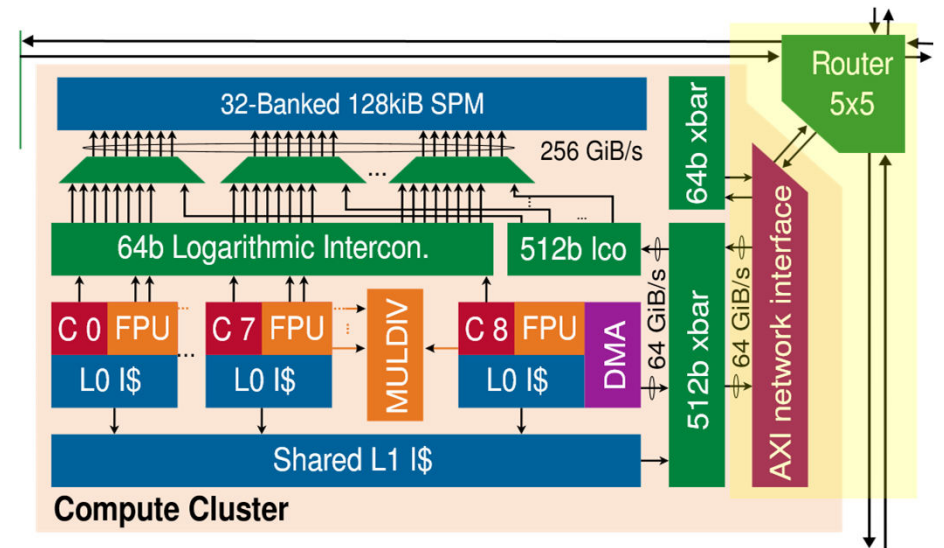 Router
5x5
32-Banked 128kiB SPM
64b xbar
256 GiB/s
...
64b Logarithmic Intercon.
512b Ico
64 GiB/s
64 GiB/s
512b xbar
AXI network interface
C 0 FPU
...
C 7 FPU
MULDIV
C 8 FPU
DMA
L0 I$
L0 I$
L0 I$
Shared L1 I$
Compute Cluster